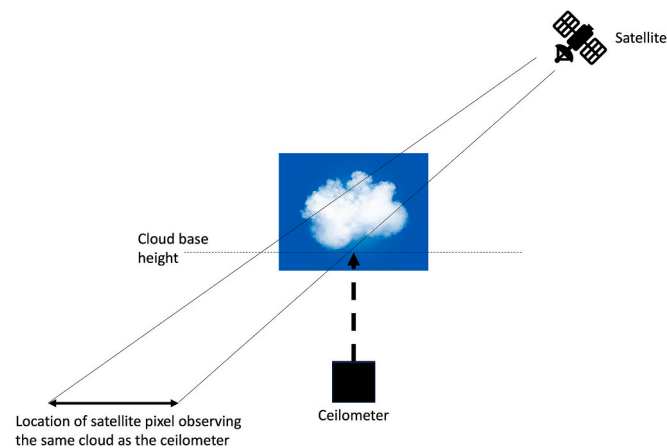 Satellite
Cloud base
height
Ceilometer
Location of satellite pixel observing
the same cloud as the ceilometer